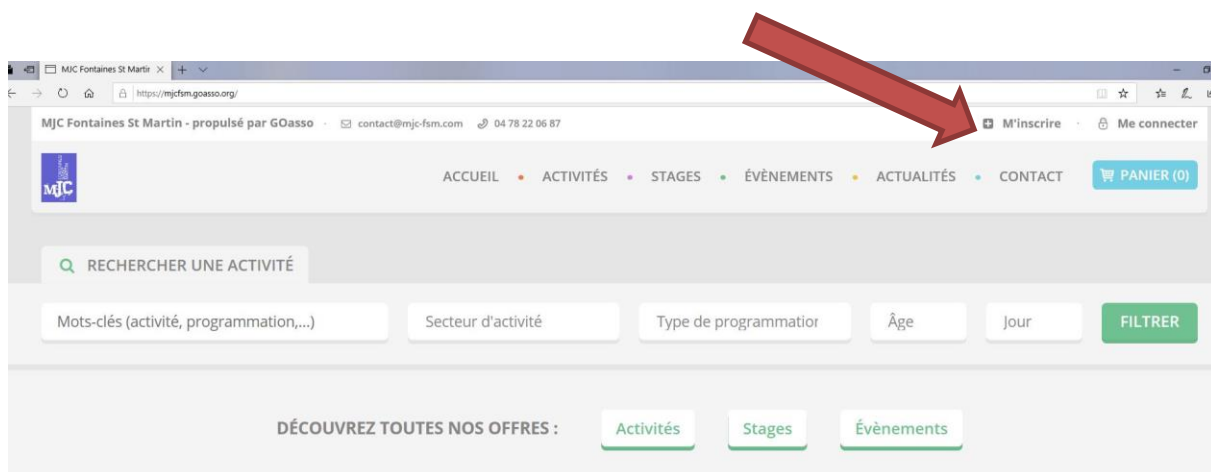 MJC Fontaines St Martin
https://mjcfsm.goasso.org/
MJC Fontaines St Martin - propulsé par GOasso · contact@mjc-fsm.com 04 78 22 06 87 M'inscrire · Me connecter
MJC
ACCUEIL • ACTIVITÉS • STAGES • ÉVÈNEMENTS • ACTUALITÉS • CONTACT PANIER (0)
RECHERCHER UNE ACTIVITÉ
Mots-clés (activité, programmation,...) Secteur d'activité Type de programmation Âge Jour FILTRER
DÉCOUVREZ TOUTES NOS OFFRES : Activités Stages Évènements